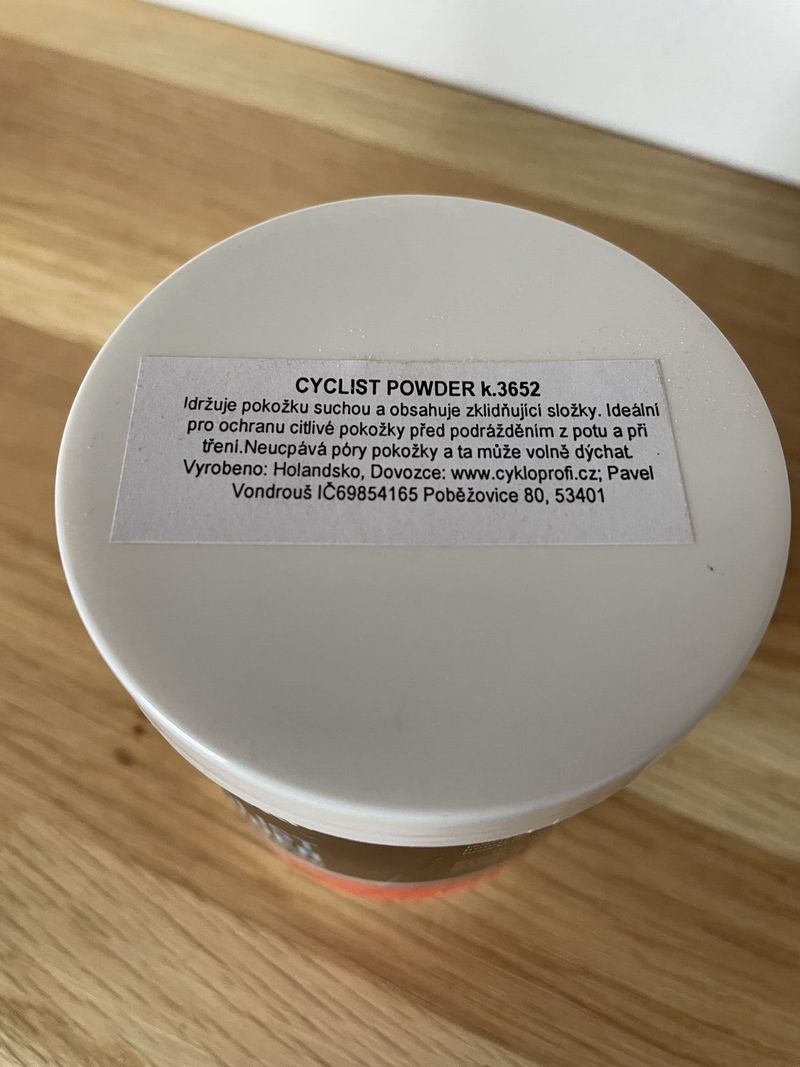 CYCLIST POWDER k.3652
ldržuje pokožku suchou a obsahuje zklidňující složky. Ideální
pro ochranu citlivé pokožky před podrážděním z potu a při
tření.Neucpává póry pokožky a ta může volně dýchat.
Vyrobeno: Holandsko, Dovozce: www.cykloprofi.cz; Pavel
Vondrouš IČ69854165 Poběžovice 80, 53401